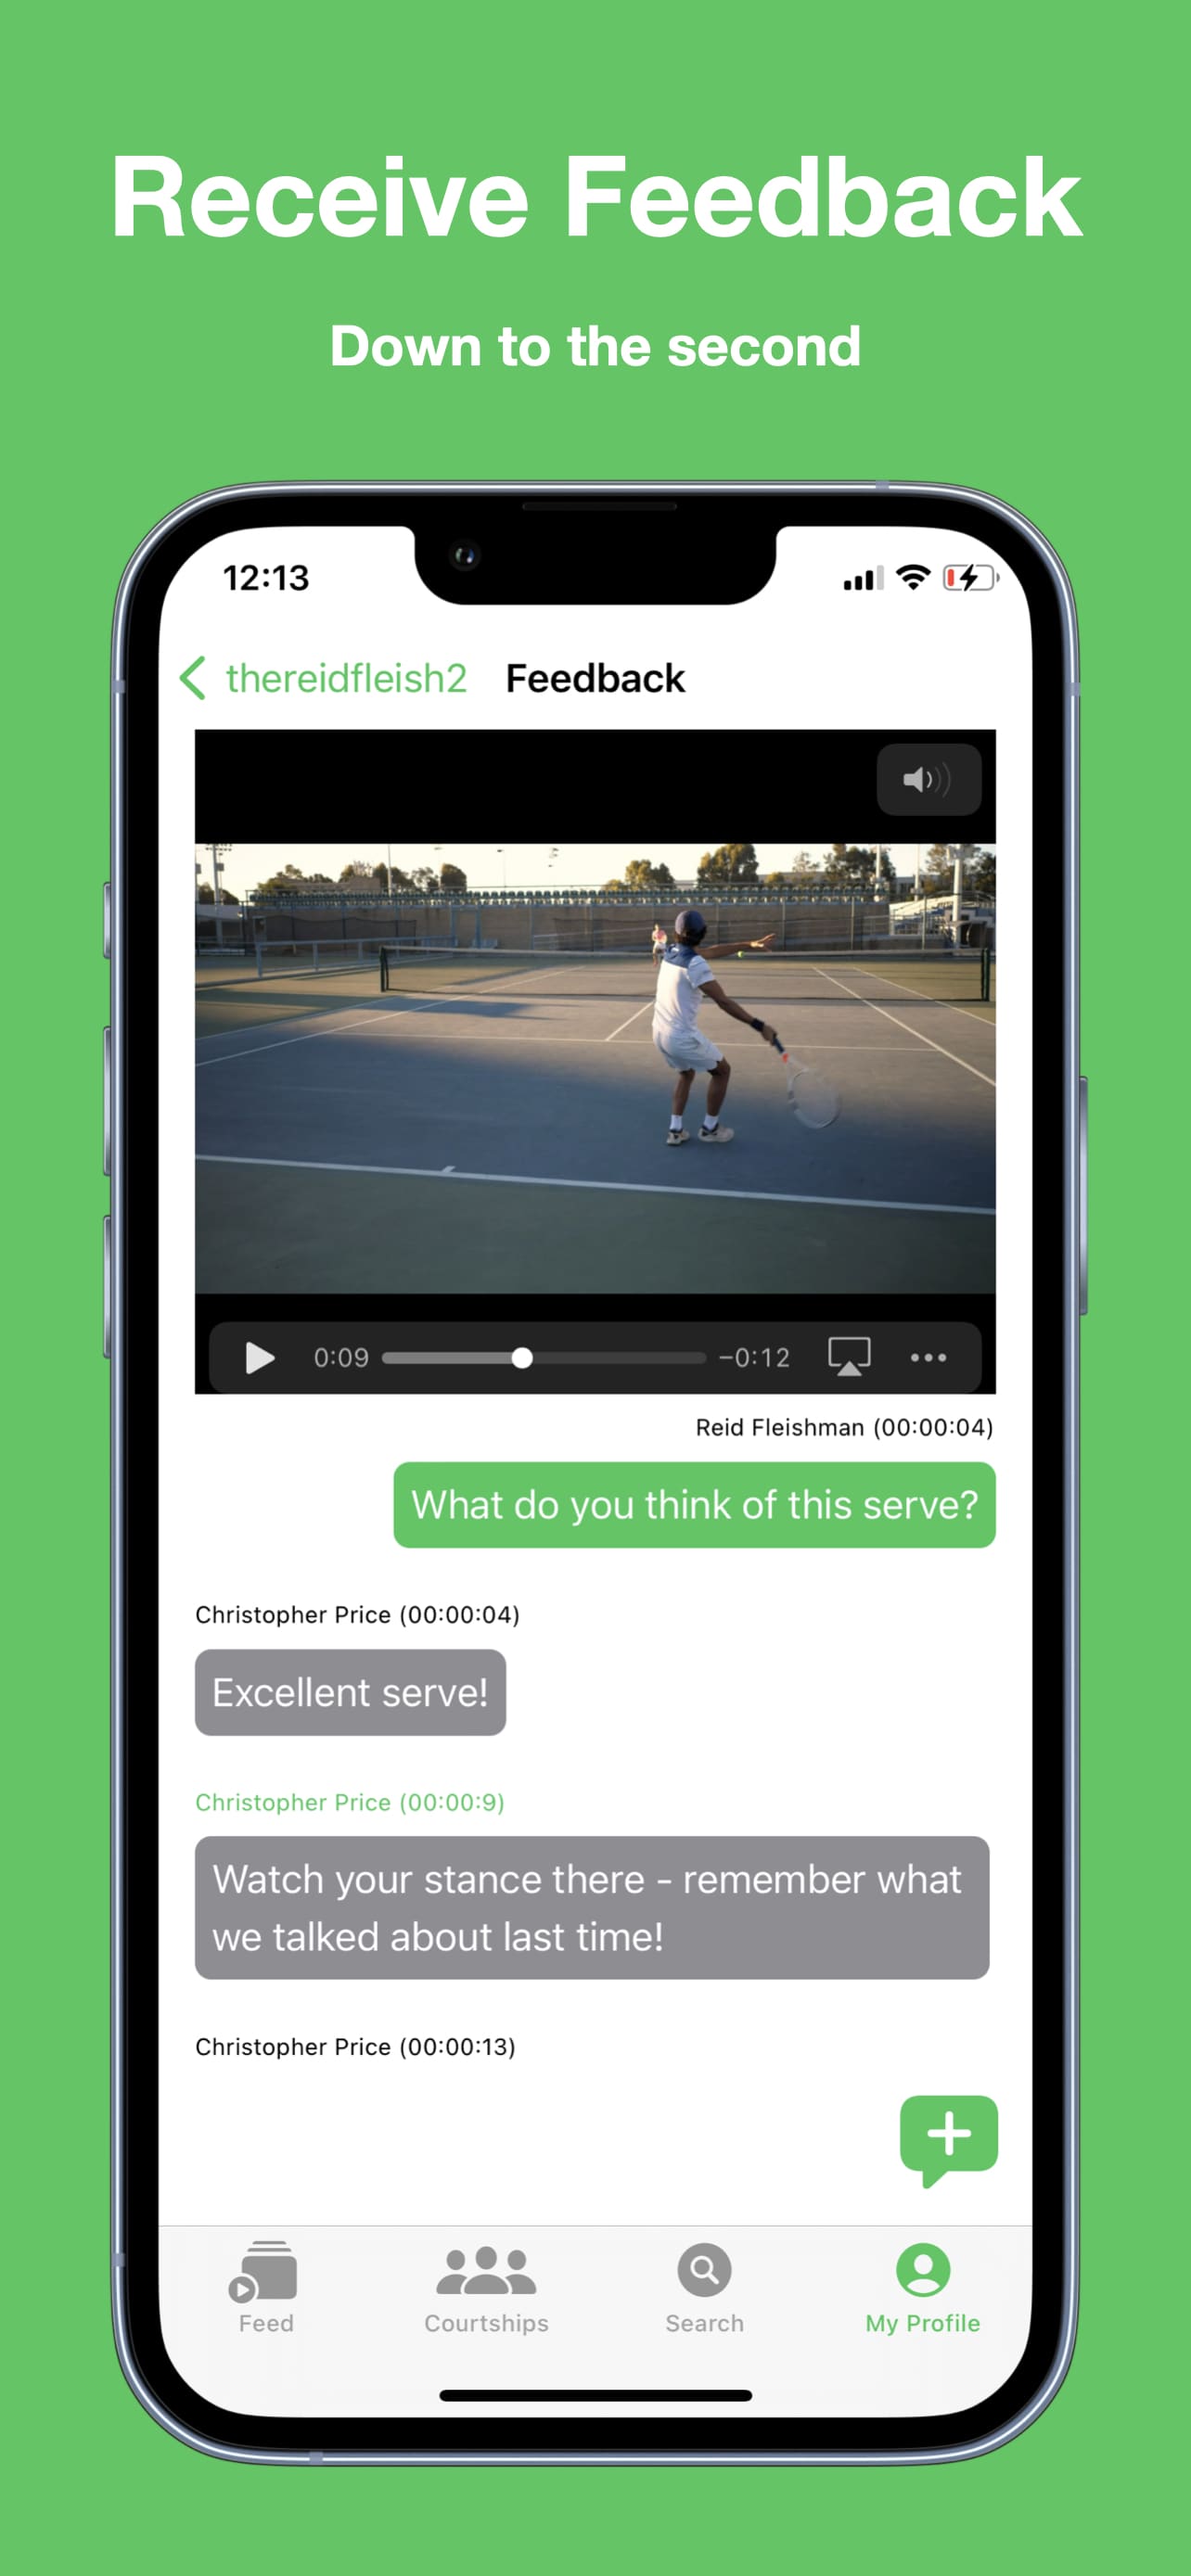 Receive Feedback
Down to the second
12:13
thereidfleish2 Feedback
0:09 −0:12
Reid Fleishman (00:00:04)
What do you think of this serve?
Christopher Price (00:00:04)
Excellent serve!
Christopher Price (00:00:9)
Watch your stance there - remember what
we talked about last time!
Christopher Price (00:00:13)
Feed Courtships Search My Profile